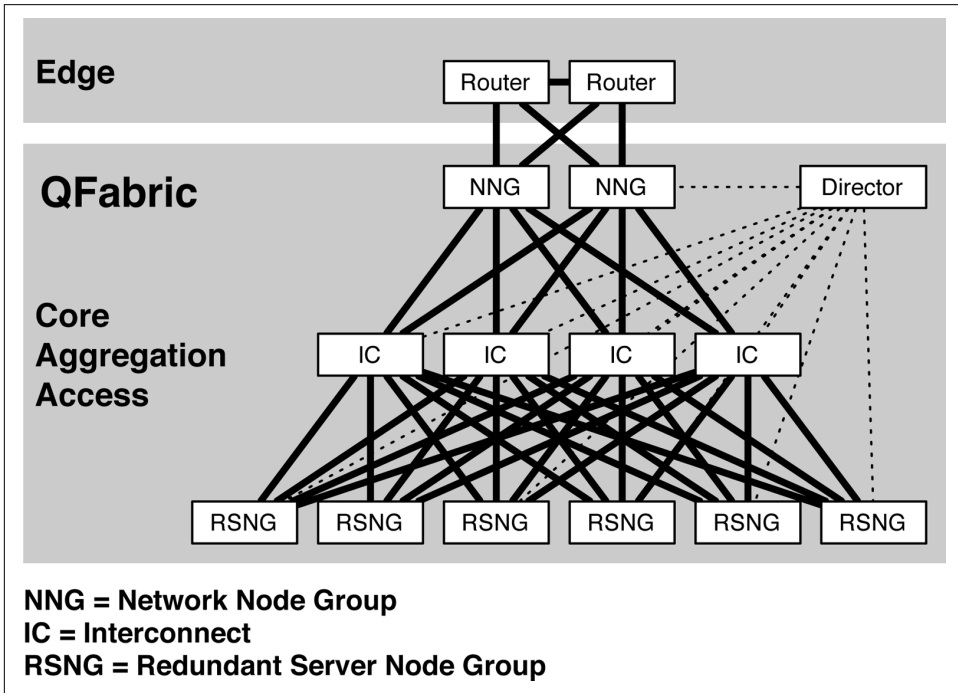 Edge
Router Router
QFabric
NNG NNG Director
Core
Aggregation
Access
IC IC IC IC
RSNG RSNG RSNG RSNG RSNG RSNG
NNG = Network Node Group
IC = Interconnect
RSNG = Redundant Server Node Group